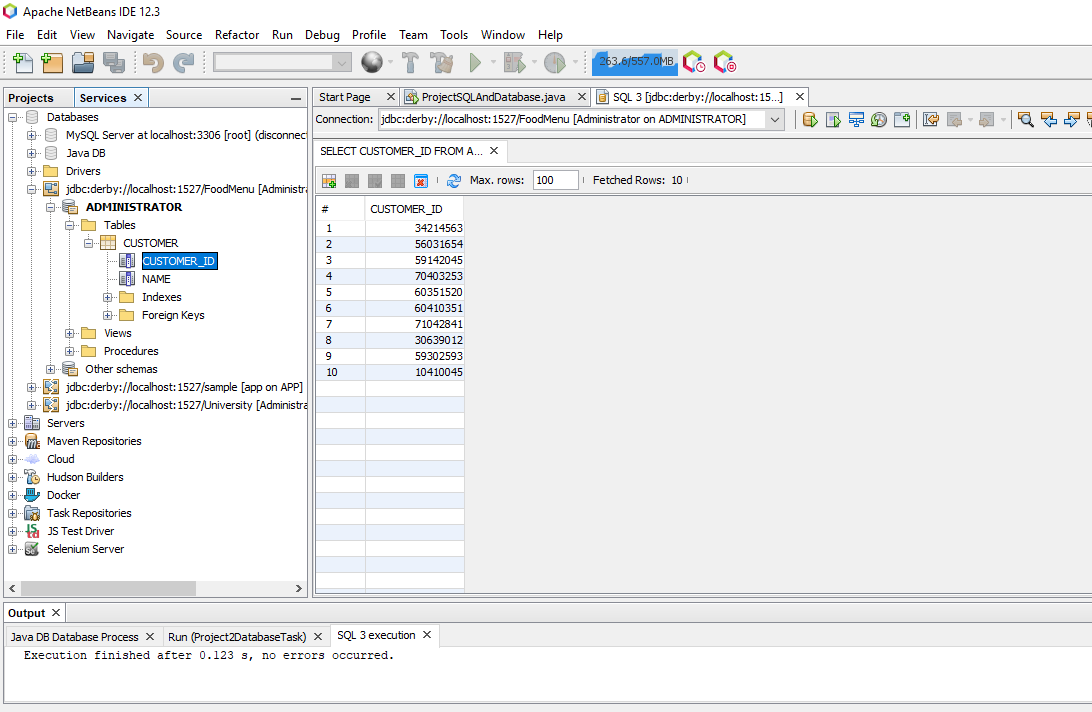 Apache NetBeans IDE 12.3
File Edit View Navigate Source Refactor Run Debug Profile Team Tools Window Help
263.6/557.0MB
Projects Services
Databases
MySQL Server at localhost:3306 [root] (disconnect
Java DB
Drivers
jdbc:derby://localhost:1527/FoodMenu [Administra
ADMINISTRATOR
Tables
CUSTOMER
CUSTOMER_ID
NAME
Indexes
Foreign Keys
Views
Procedures
Other schemas
jdbc:derby://localhost:1527/sample [app on APP]
jdbc:derby://localhost:1527/University [Administra
Servers
Maven Repositories
Cloud
Hudson Builders
Docker
Task Repositories
JS Test Driver
Selenium Server
Start Page ProjectSQLAndDatabase.java SQL 3 [jdbc:derby://localhost:15...]
Connection: jdbc:derby://localhost:1527/FoodMenu [Administrator on ADMINISTRATOR]
SELECT CUSTOMER_ID FROM A...
Max. rows: 100 Fetched Rows: 10
# CUSTOMER_ID
1 34214563
2 56031654
3 59142045
4 70403253
5 60351520
6 60410351
7 71042841
8 30639012
9 59302593
10 10410045
Output
Java DB Database Process Run (Project2DatabaseTask) SQL 3 execution
Execution finished after 0.123 s, no errors occurred.